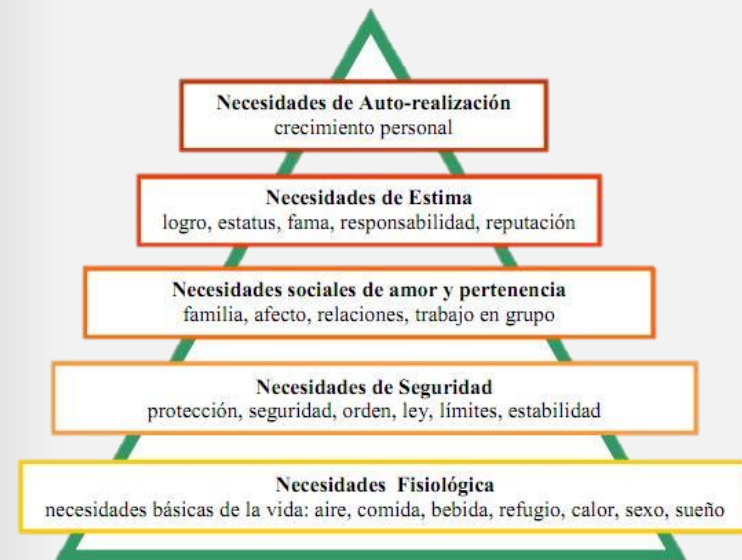 Necesidades de Auto-realización
crecimiento personal
Necesidades de Estima
logro, estatus, fama, responsabilidad, reputación
Necesidades sociales de amor y pertenencia
familia, afecto, relaciones, trabajo en grupo
Necesidades de Seguridad
protección, seguridad, orden, ley, límites, estabilidad
Necesidades Fisiológica
necesidades básicas de la vida: aire, comida, bebida, refugio, calor, sexo, sueño